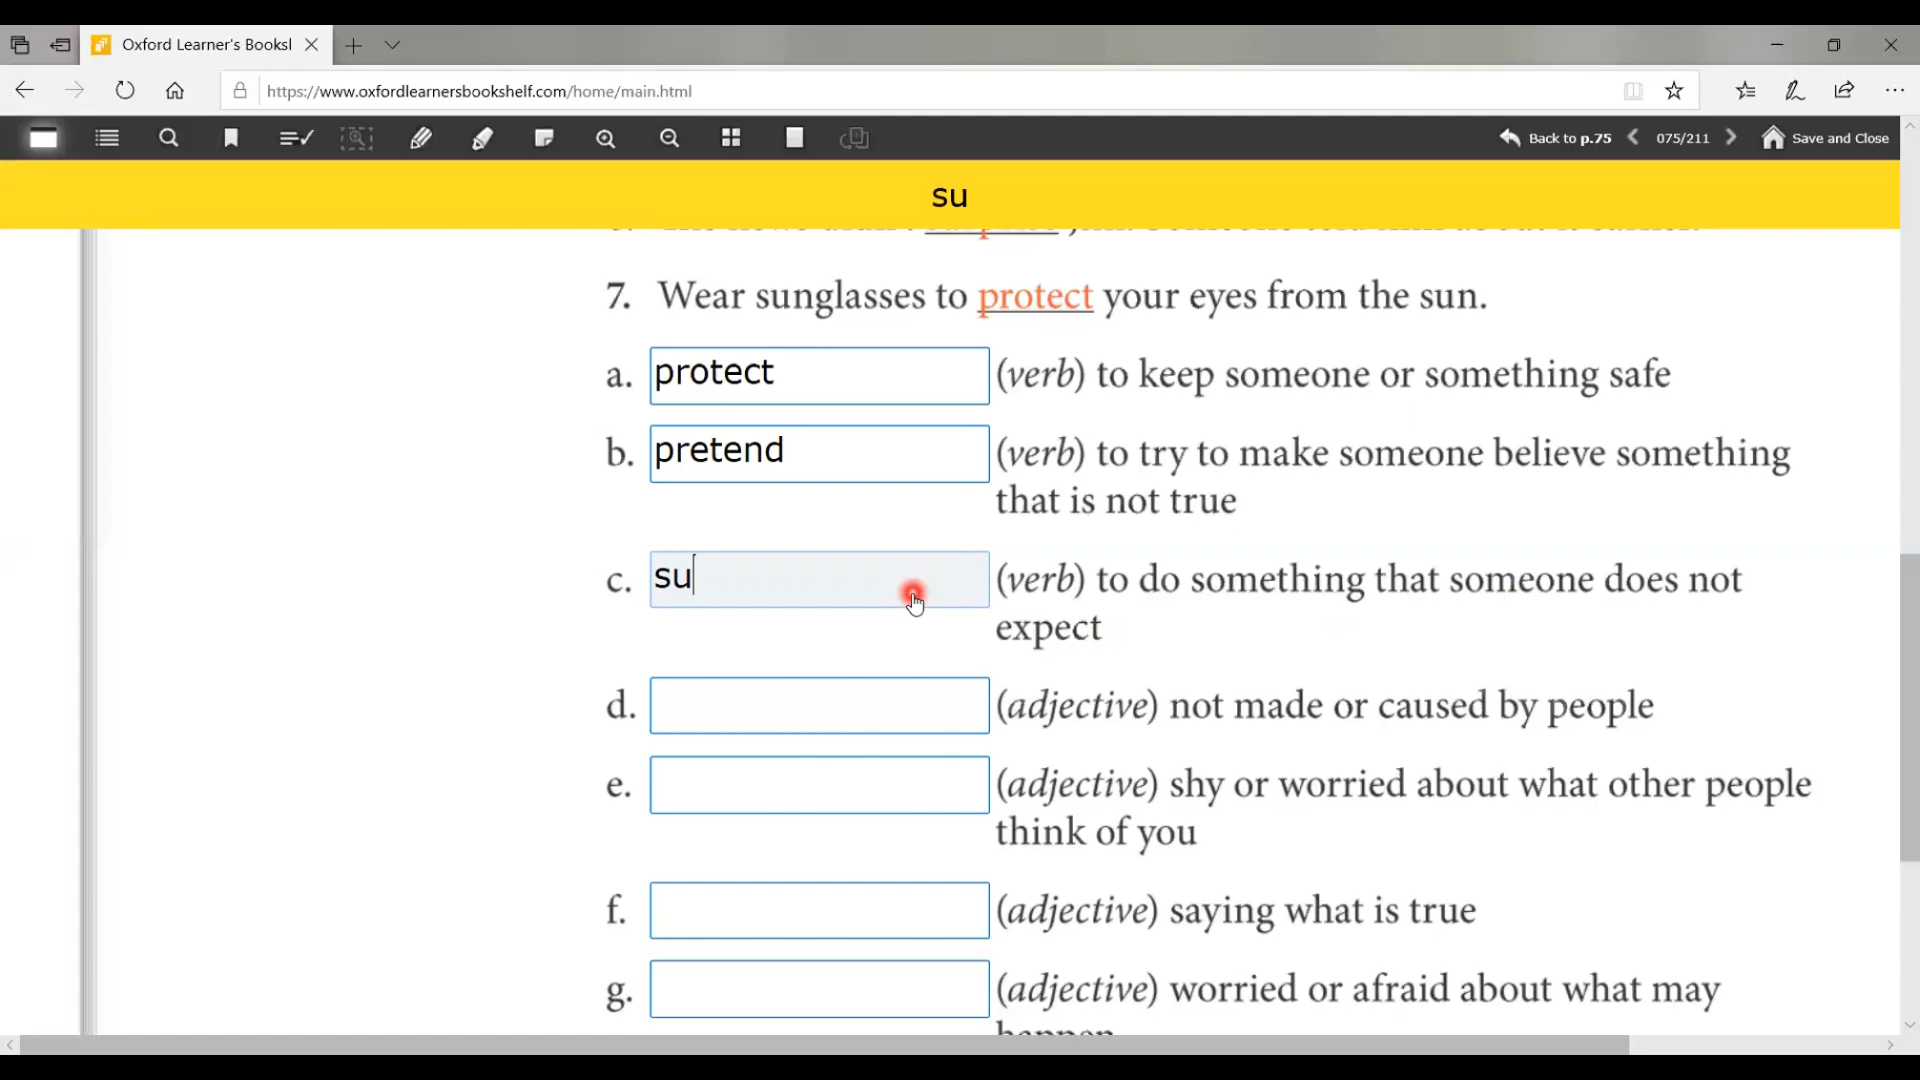 Oxford Learner's Booksl
https://www.oxfordlearnersbookshelf.com/home/main.html
Back to p.75 075/211 Save and Close
su
7. Wear sunglasses to protect your eyes from the sun.
a. protect (verb) to keep someone or something safe
b. pretend (verb) to try to make someone believe something
that is not true
c. su (verb) to do something that someone does not
expect
d. (adjective) not made or caused by people
e. (adjective) shy or worried about what other people
think of you
f. (adjective) saying what is true
g. (adjective) worried or afraid about what may
happen